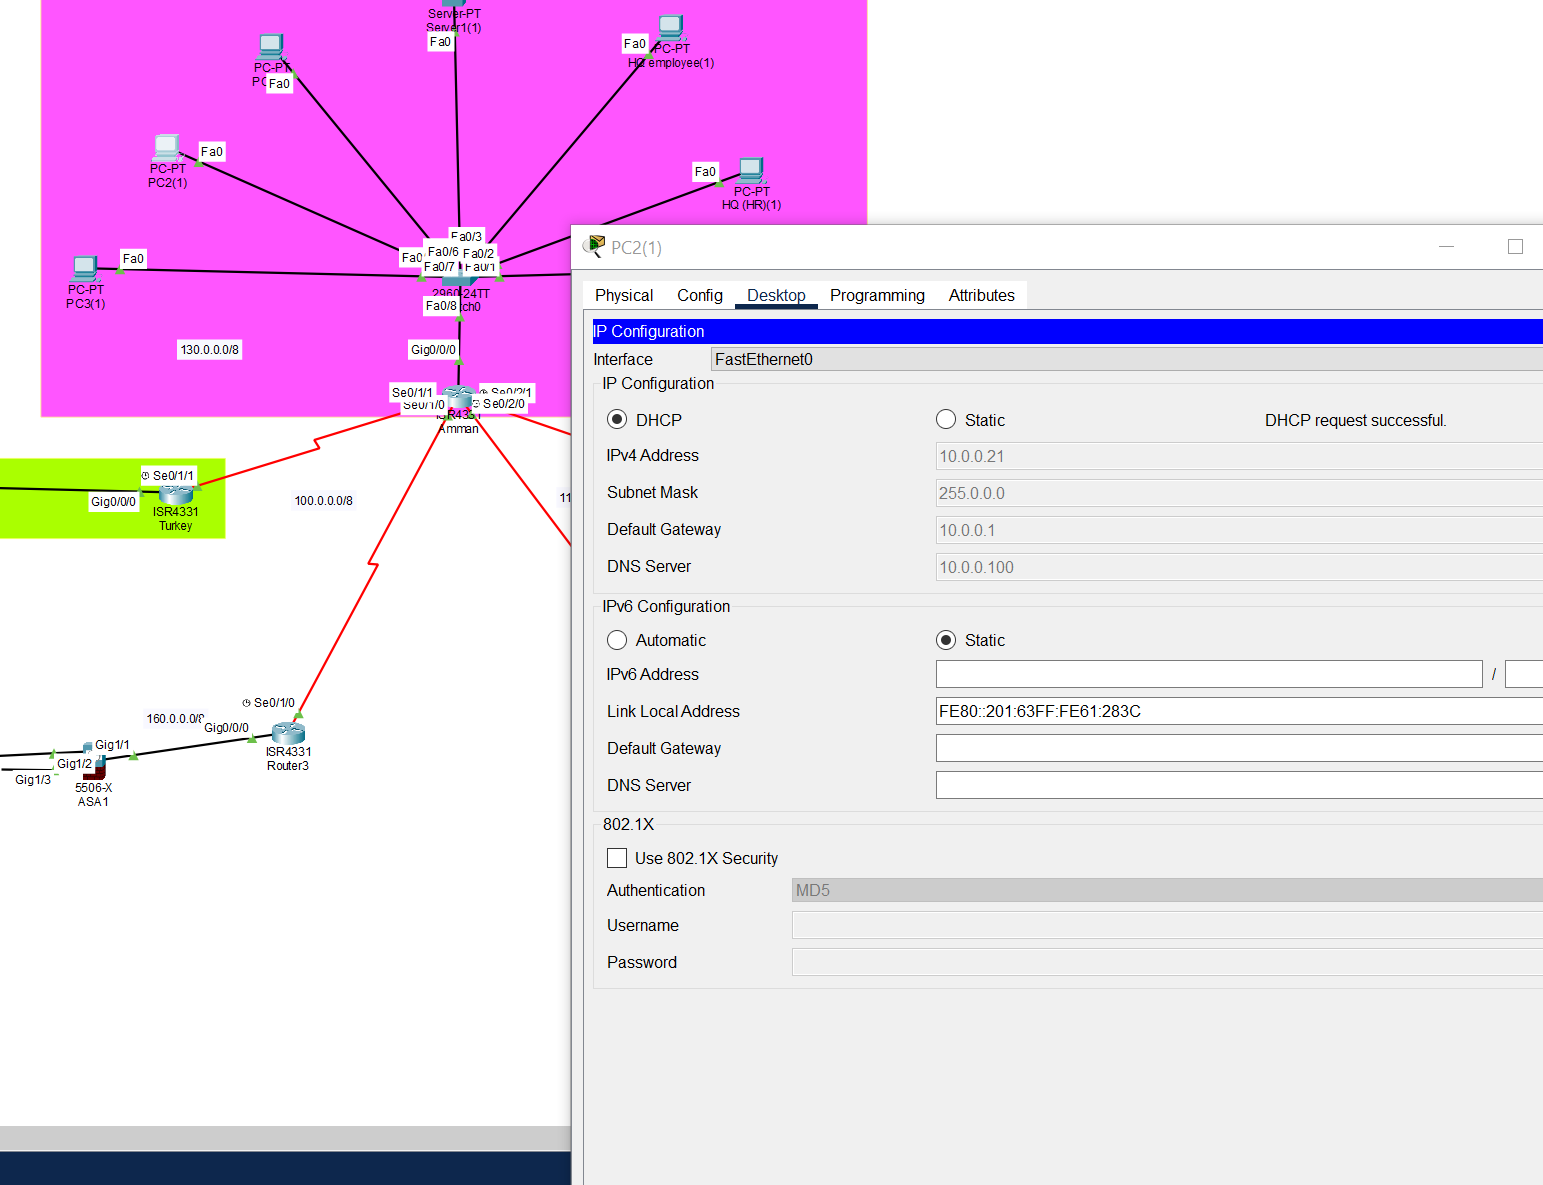 Server-PT
Server1(1)
Fa0
PC-PT
Fa0
PC-PT
HQ employee(1)
Fa0
PC-PT
PC2(1)
Fa0
PC-PT
HQ (HR)(1)
Fa0
PC-PT
PC3(1)
Fa0
Fa0/3
Fa0/6
Fa0/2
Fa0/7
Fa0/1
2960-24TT
Fa0/8
130.0.0.0/8
Gig0/0/0
Se0/1/1
Se0/2/1
Se0/1/0
Se0/2/0
ISR4331
Amman
Se0/1/1
Gig0/0/0
ISR4331
Turkey
100.0.0.0/8
11
Se0/1/0
160.0.0.0/8
Gig0/0/0
ISR4331
Router3
Gig1/1
Gig1/2
Gig1/3
5506-X
ASA1
PC2(1)
Physical Config Desktop Programming Attributes
IP Configuration
Interface FastEthernet0
IP Configuration
DHCP Static DHCP request successful.
IPv4 Address 10.0.0.21
Subnet Mask 255.0.0.0
Default Gateway 10.0.0.1
DNS Server 10.0.0.100
IPv6 Configuration
Automatic Static
IPv6 Address /
Link Local Address FE80::201:63FF:FE61:283C
Default Gateway
DNS Server
802.1X
Use 802.1X Security
Authentication MD5
Username
Password